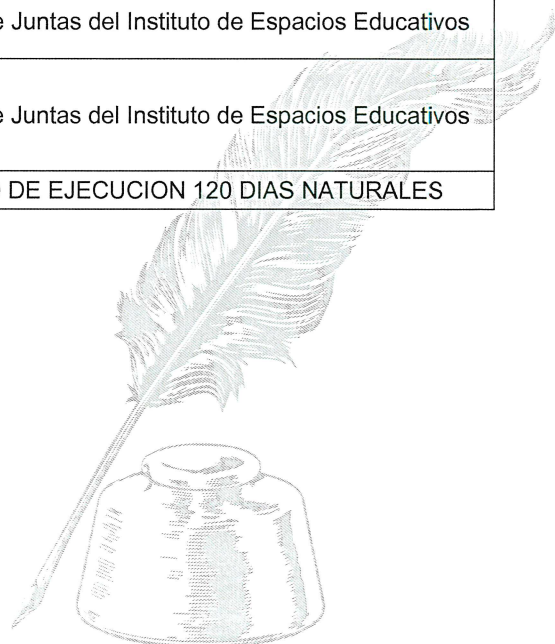 e Juntas del Instituto de Espacios Educativos
e Juntas del Instituto de Espacios Educativos
DE EJECUCION 120 DIAS NATURALES